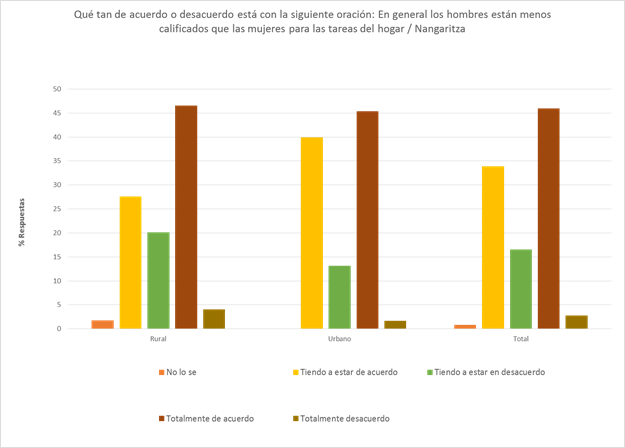 Qué tan de acuerdo o desacuerdo está con la siguiente oración: En general los hombres están menos
calificados que las mujeres para las tareas del hogar / Nangaritza
50
45
40
35
30
25
20
15
10
5
0
% Respuestas
Rural
Urbano
Total
No lo se
Tiendo a estar de acuerdo
Tiendo a estar en desacuerdo
Totalmente de acuerdo
Totalmente desacuerdo